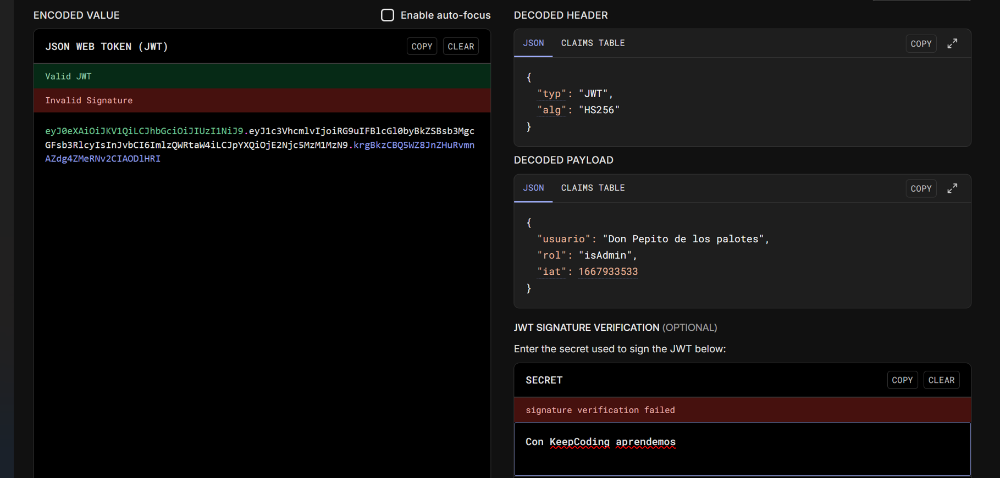 ENCODED VALUE
Enable auto-focus
JSON WEB TOKEN (JWT)
COPY
CLEAR
Valid JWT
Invalid Signature
eyJ0eXAiOiJKV1QiLCJhbGciOiJIUzI1NiJ9.eyJ1c3VhcmlvIjoiRG9uIFBlcGl0byBkZSBsb3Mgc
GFsb3RlcyIsInJvbCI6ImlzQWRtaW4iLCJpYXQiOjE2Njc5MzM1MzN9.krgBkzCBQ5WZ8JnZHuRvmn
AZdg4ZMeRNv2CIAODlHRI
DECODED HEADER
JSON
CLAIMS TABLE
COPY
{
"typ": "JWT",
"alg": "HS256"
}
DECODED PAYLOAD
JSON
CLAIMS TABLE
COPY
{
"usuario": "Don Pepito de los palotes",
"rol": "isAdmin",
"iat": 1667933533
}
JWT SIGNATURE VERIFICATION (OPTIONAL)
Enter the secret used to sign the JWT below:
SECRET
COPY
CLEAR
signature verification failed
Con KeepCoding aprendemos